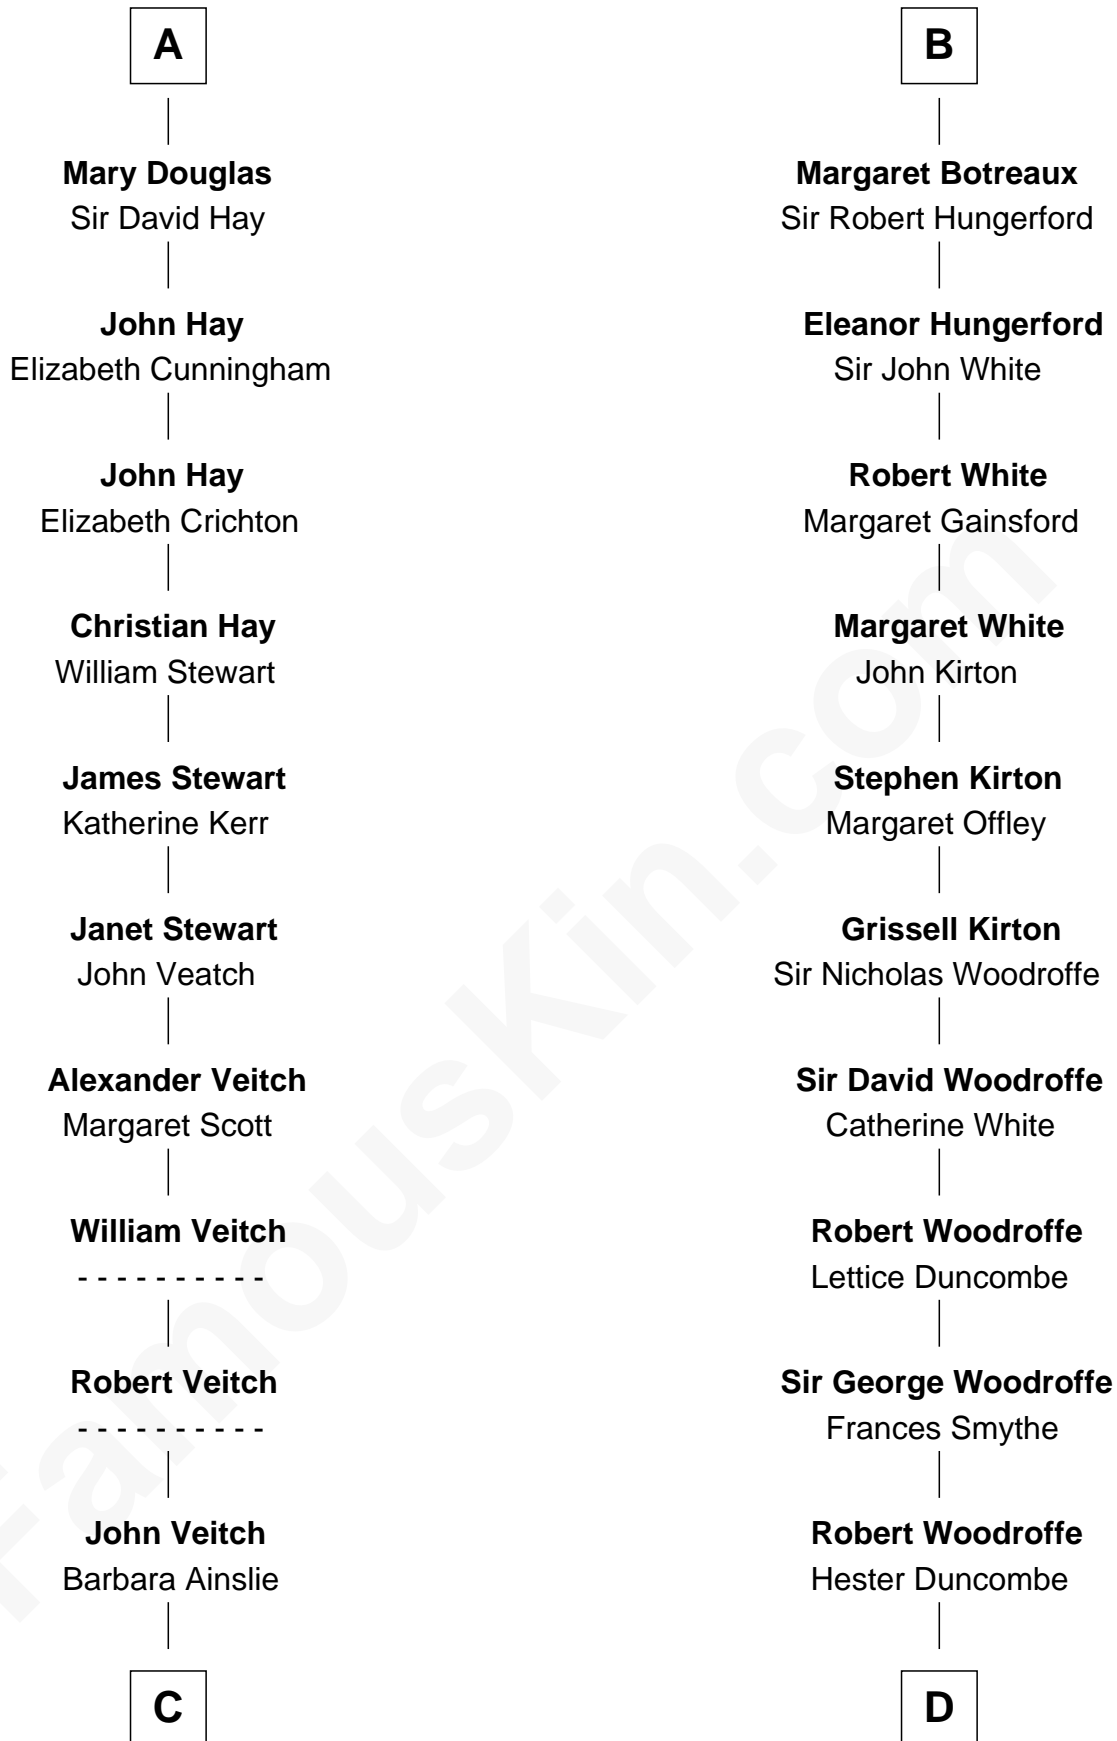 A
Mary Douglas
Sir David Hay
John Hay
Elizabeth Cunningham
John Hay
Elizabeth Crichton
Christian Hay
William Stewart
James Stewart
Katherine Kerr
Janet Stewart
John Veatch
Alexander Veitch
Margaret Scott
William Veitch
- - - - - - - - - -
Robert Veitch
- - - - - - - - - -
John Veitch
Barbara Ainslie
C
B
Margaret Botreaux
Sir Robert Hungerford
Eleanor Hungerford
Sir John White
Robert White
Margaret Gainsford
Margaret White
John Kirton
Stephen Kirton
Margaret Offley
Grissell Kirton
Sir Nicholas Woodroffe
Sir David Woodroffe
Catherine White
Robert Woodroffe
Lettice Duncombe
Sir George Woodroffe
Frances Smythe
Robert Woodroffe
Hester Duncombe
D
FamousKin.com